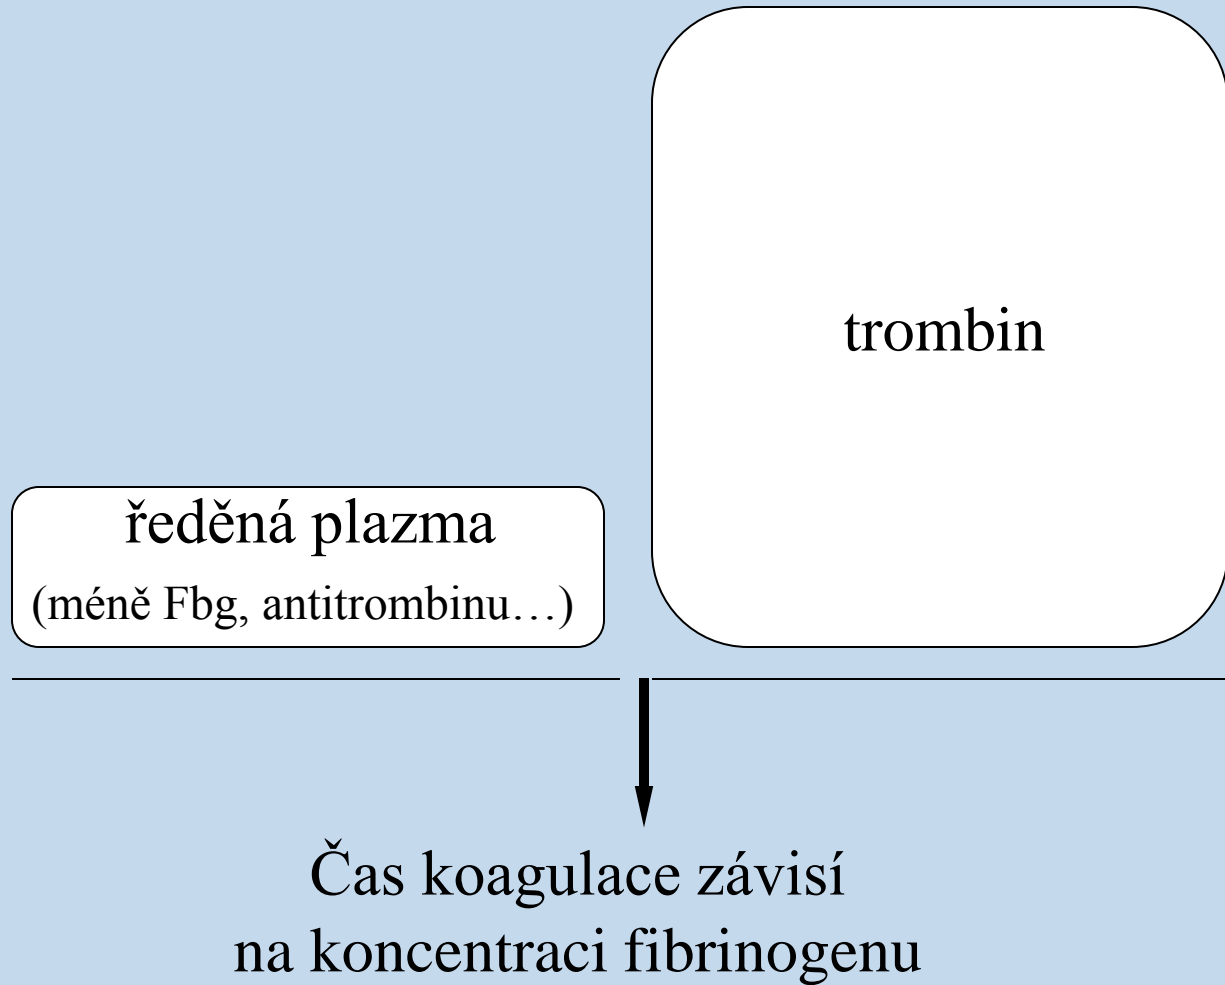 trombin
ředěná plazma
(méně Fbg, antitrombinu…)
Čas koagulace závisí
na koncentraci fibrinogenu